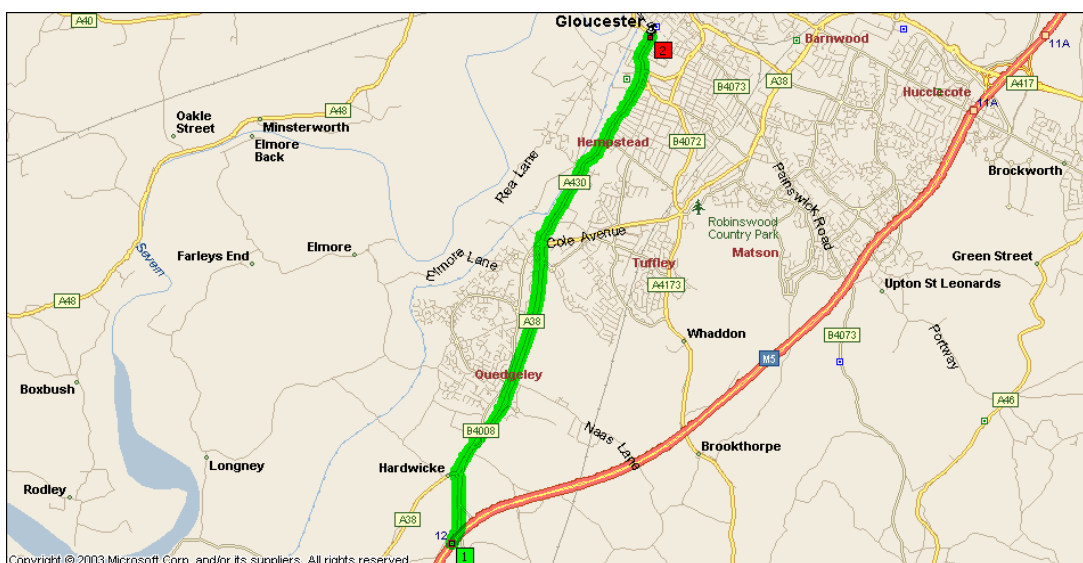 Gloucester
2
A40
Barnwood
11A
B4073
A38
A417
Hucclecote
11A
A48
Oakle
Street
Minsterworth
Elmore
Back
Hempstead
B4072
Brockworth
Rea Lane
A430
Painswick Road
Robinswood
Country Park
Cole Avenue
Severn
Farleys End
Elmore
Elmore Lane
Tuffley
Matson
Green Street
A48
A4173
Upton St Leonards
A38
Whaddon
B4073
Portway
M5
Boxbush
Quedgeley
A46
B4008
Naas Lane
Brookthorpe
Longney
Hardwicke
Rodley
A38
12
1
Copyright © 2003 Microsoft Corp. and/or its suppliers. All rights reserved.